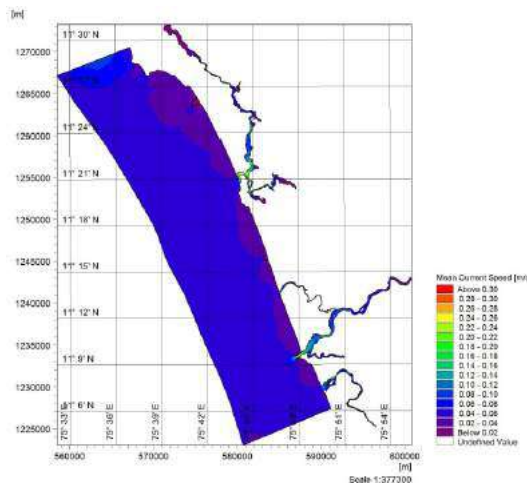 [m]
1270000
1265000
1260000
1255000
1250000
1245000
1240000
1235000
1230000
1225000
11° 30' N
11° 24' N
11° 21' N
11° 18' N
11° 15' N
11° 12' N
11° 9' N
11° 6' N
75° 36' E
75° 39' E
75° 42' E
75° 51' E
75° 54' E
560000
570000
580000
590000
600000
[m]
Scale 1:377300
Mean Current Speed [m/
Above 0.30
0.28 - 0.30
0.26 - 0.28
0.24 - 0.26
0.22 - 0.24
0.20 - 0.22
0.18 - 0.20
0.16 - 0.18
0.14 - 0.16
0.12 - 0.14
0.10 - 0.12
0.08 - 0.10
0.06 - 0.08
0.04 - 0.06
0.02 - 0.04
Below 0.02
Undefined Value